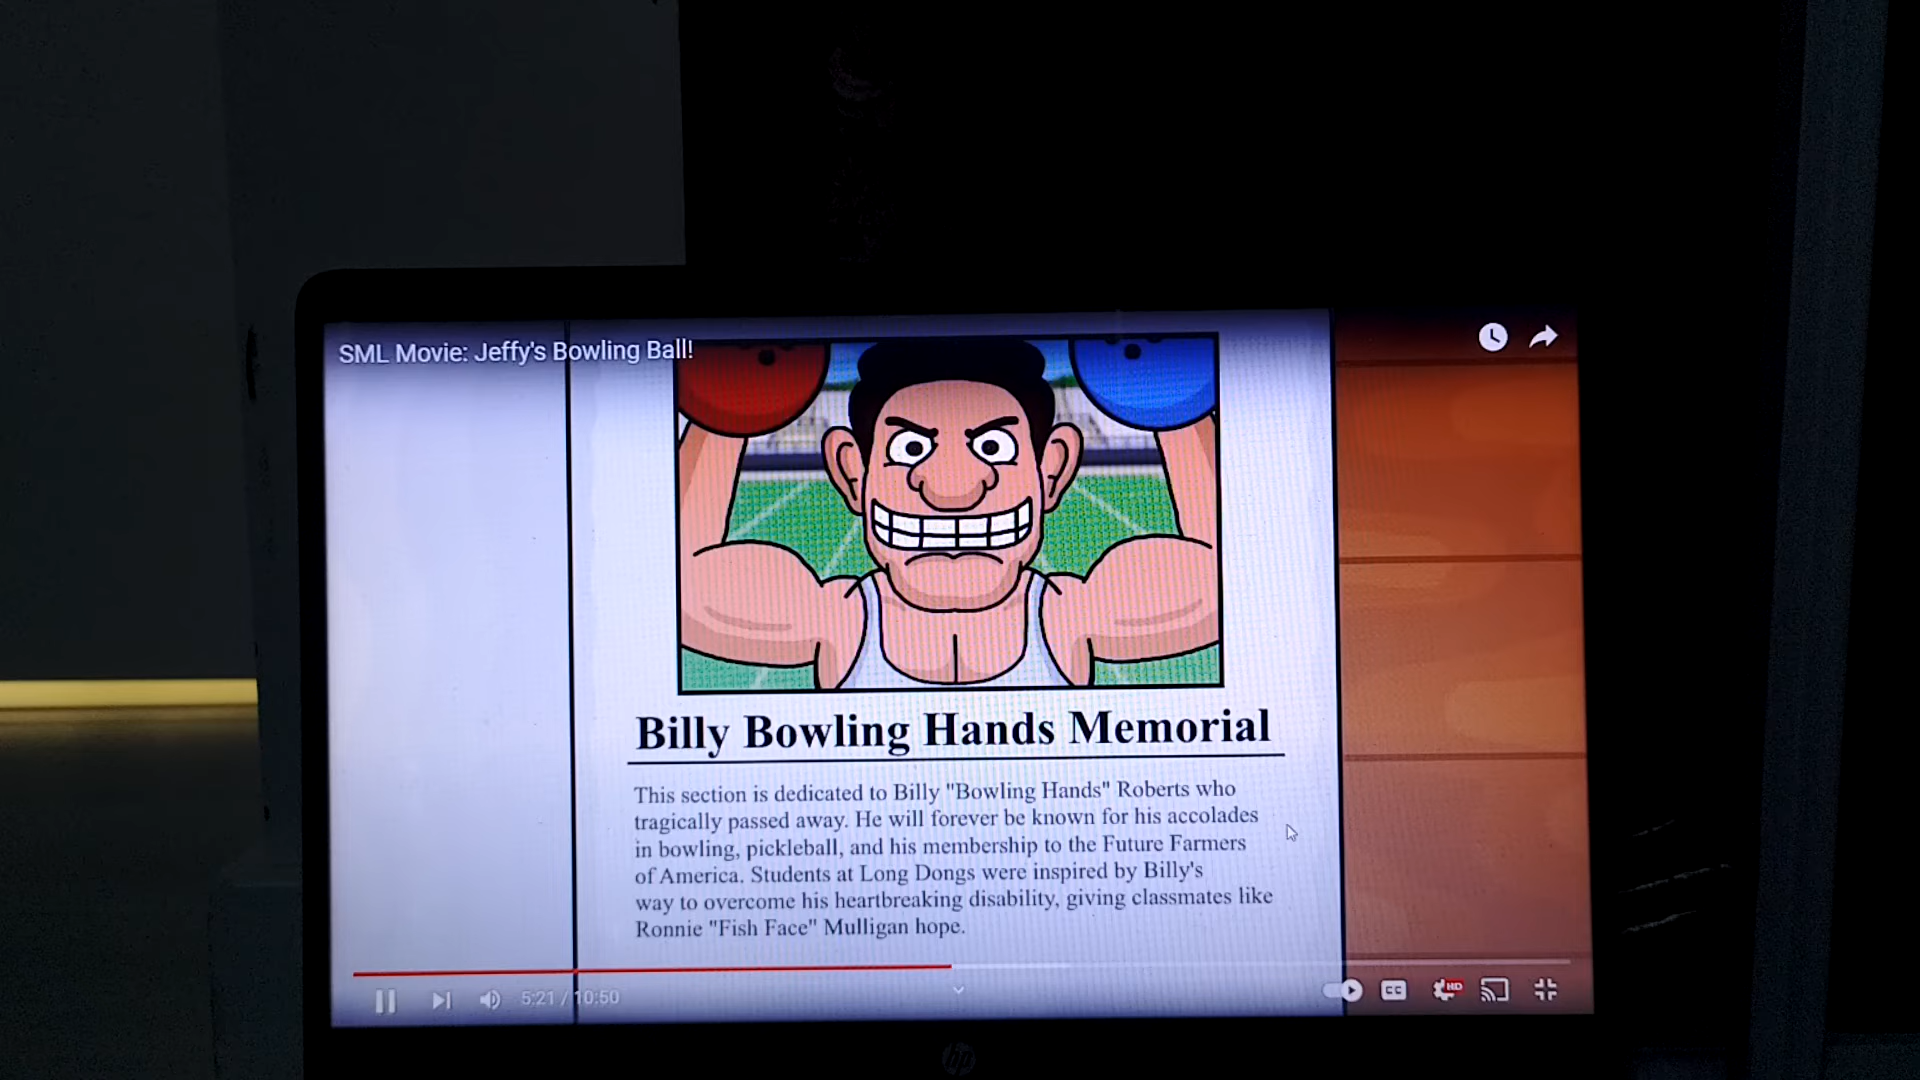 SML Movie: Jeffy's Bowling Ball!
Billy Bowling Hands Memorial
This section is dedicated to Billy "Bowling Hands" Roberts who
tragically passed away. He will forever be known for his accolades
in bowling, pickleball, and his membership to the Future Farmers
of America. Students at Long Dongs were inspired by Billy's
way to overcome his heartbreaking disability, giving classmates like
Ronnie "Fish Face" Mulligan hope.
5:21 / 10:50
CC
HD
hp